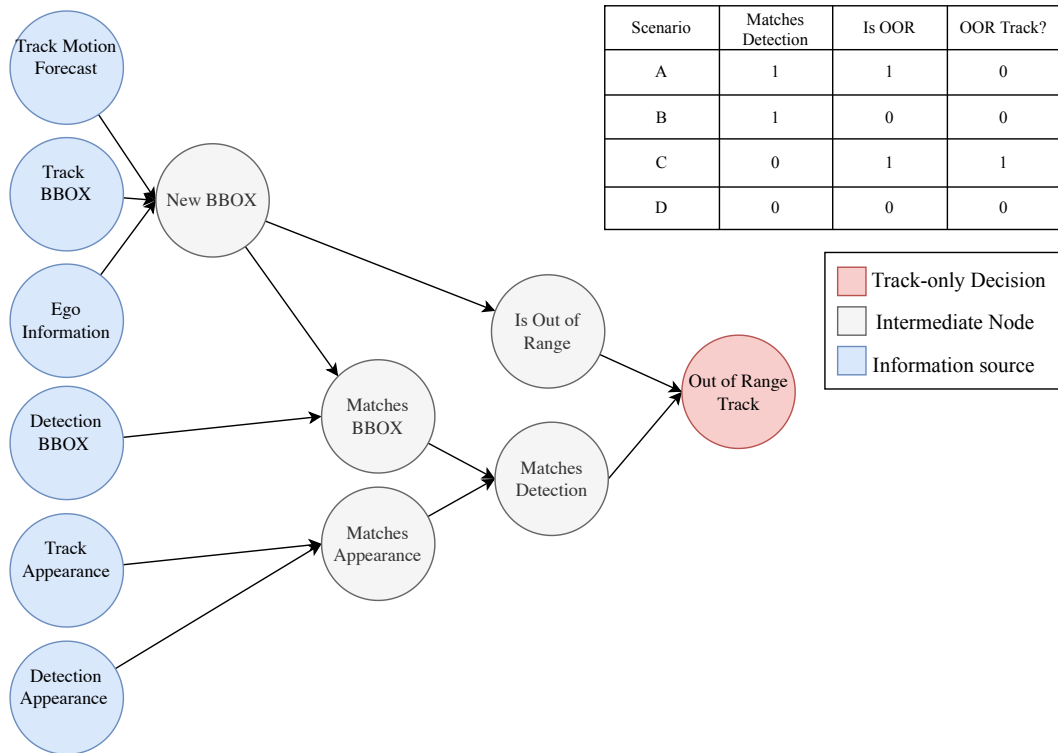 Track Motion
Forecast
Track
BBOX
Ego
Information
Detection
BBOX
Track
Appearance
Detection
Appearance
New BBOX
Matches
BBOX
Matches
Appearance
Is Out of
Range
Matches
Detection
Out of Range
Track
Scenario Matches Detection Is OOR OOR Track?
A 1 1 0
B 1 0 0
C 0 1 1
D 0 0 0
Track-only Decision
Intermediate Node
Information source